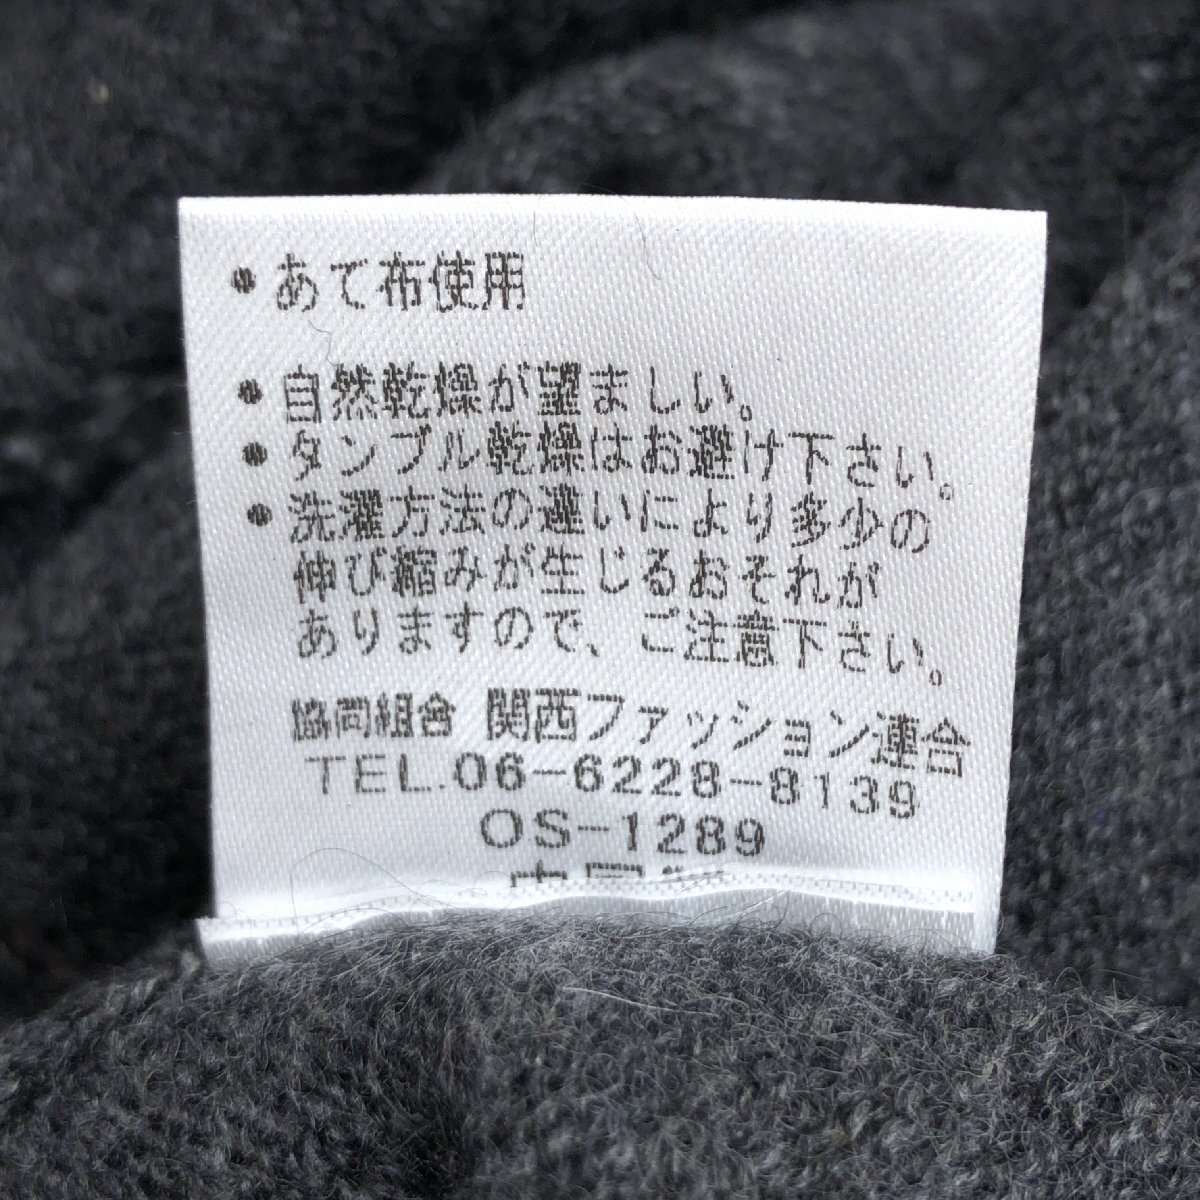 ・あて布使用
・自然乾燥が望ましい。
・タンブル乾燥はお避け下さい。
・洗濯方法の違いにより多少の
伸び縮みが生じるおそれが
ありますので、ご注意下さい。
協同組合 関西ファッション連合
TEL.06-6228-8139
OS-1289